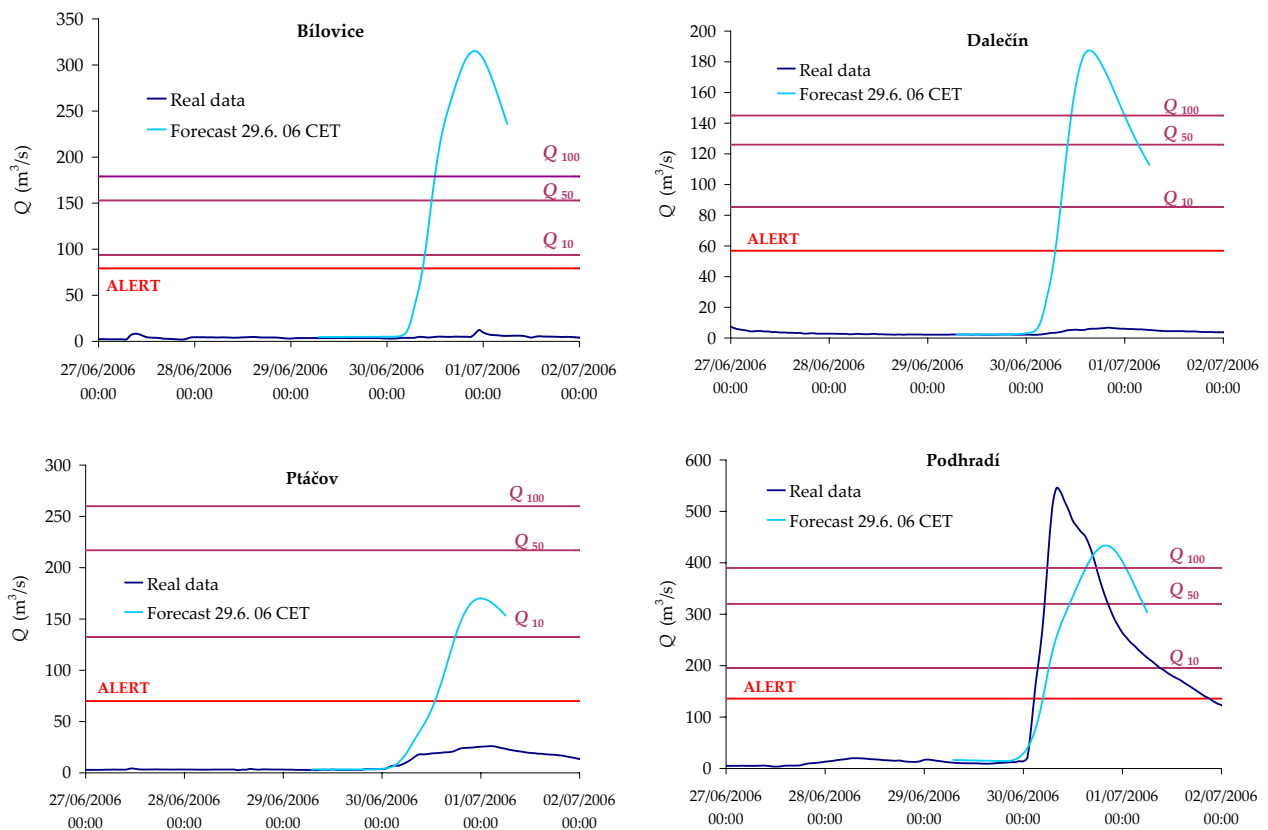 Bílovice
350
300
250
200
150
100
50
0
Q (m³/s)
Real data
Forecast 29.6. 06 CET
Q 100
Q 50
Q 10
ALERT
27/06/2006 28/06/2006 29/06/2006 30/06/2006 01/07/2006 02/07/2006
00:00 00:00 00:00 00:00 00:00 00:00
Dalečín
200
180
160
140
120
100
80
60
40
20
0
Q (m³/s)
Real data
Forecast 29.6. 06 CET
Q 100
Q 50
Q 10
ALERT
27/06/2006 28/06/2006 29/06/2006 30/06/2006 01/07/2006 02/07/2006
00:00 00:00 00:00 00:00 00:00 00:00
Ptáčov
300
250
200
150
100
50
0
Q (m³/s)
Q 100
Q 50
Real data
Forecast 29.6. 06 CET
Q 10
ALERT
27/06/2006 28/06/2006 29/06/2006 30/06/2006 01/07/2006 02/07/2006
00:00 00:00 00:00 00:00 00:00 00:00
Podhradí
600
500
400
300
200
100
0
Q (m³/s)
Real data
Forecast 29.6. 06 CET
Q 100
Q 50
Q 10
ALERT
27/06/2006 28/06/2006 29/06/2006 30/06/2006 01/07/2006 02/07/2006
00:00 00:00 00:00 00:00 00:00 00:00